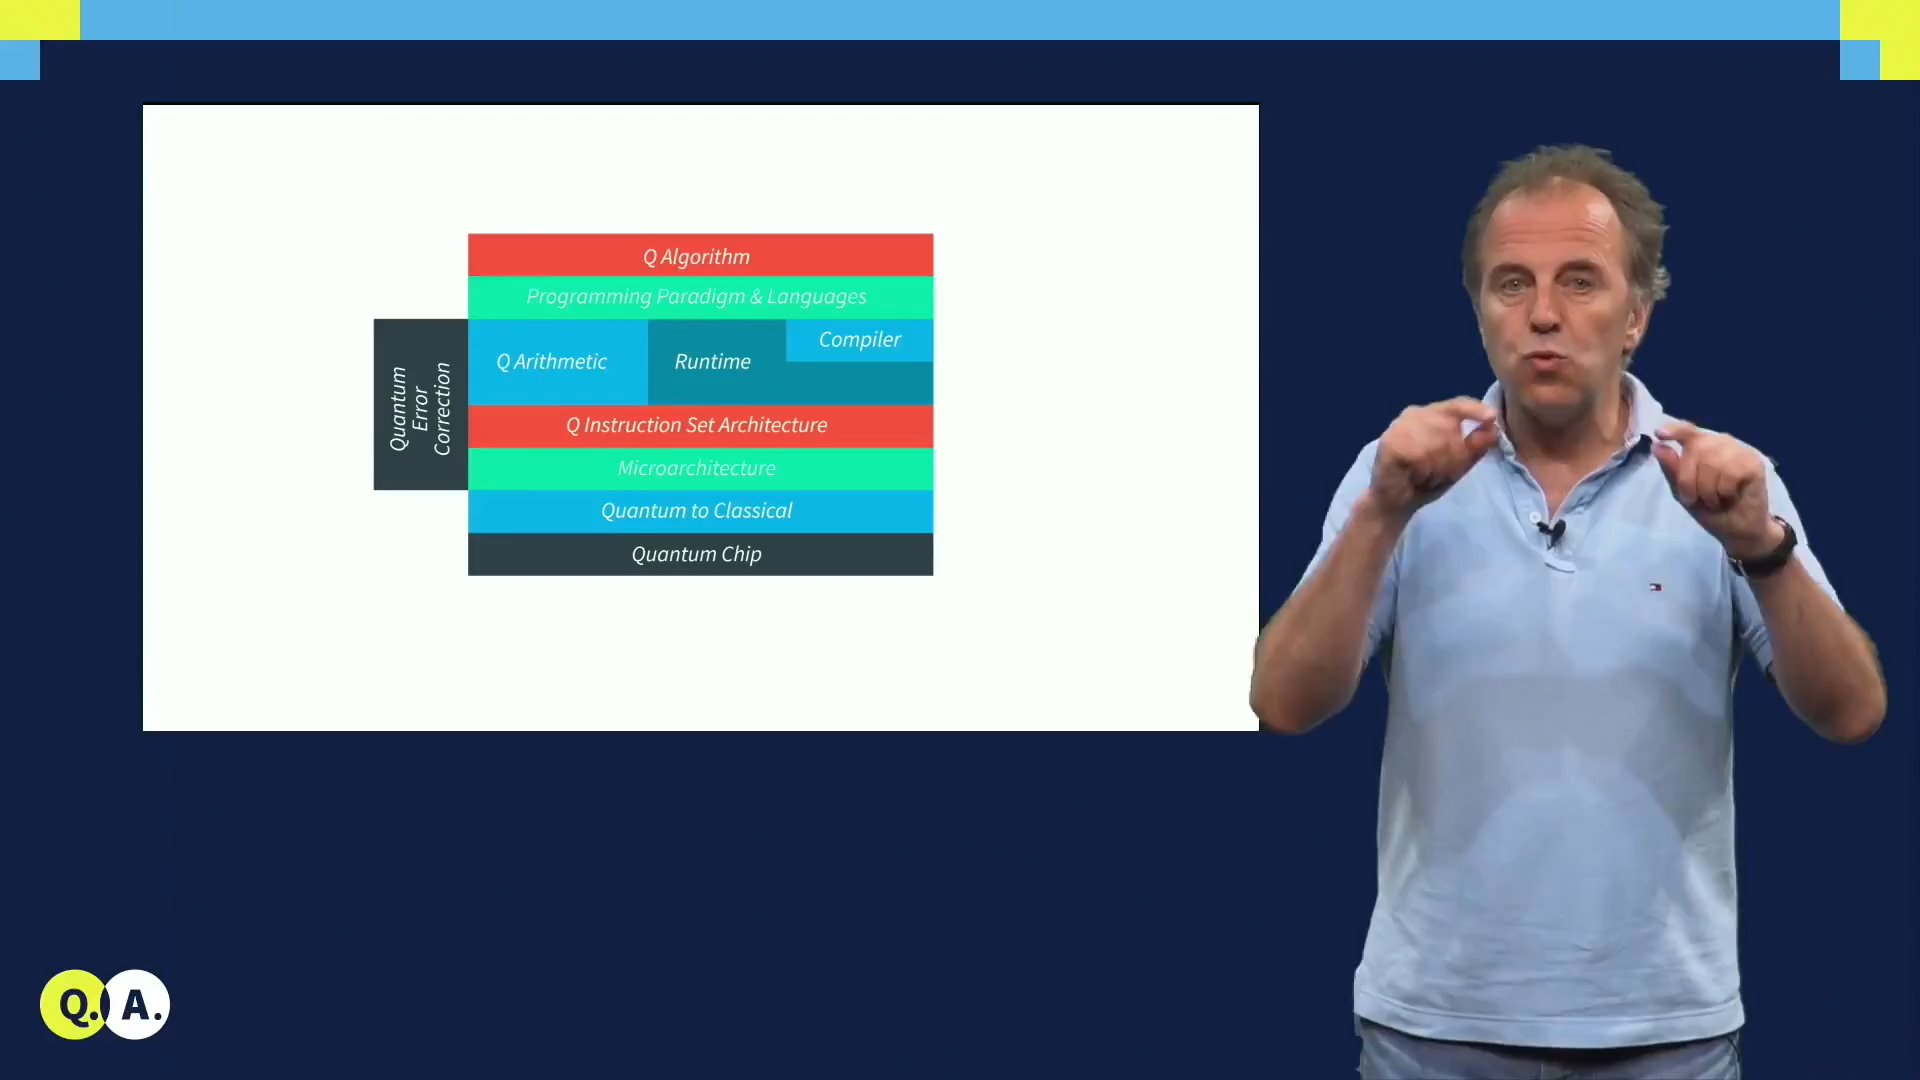 Q Algorithm
Programming Paradigm & Languages
Quantum
Error
Correction
Q Arithmetic
Runtime
Compiler
Q Instruction Set Architecture
Microarchitecture
Quantum to Classical
Quantum Chip
Q. A.